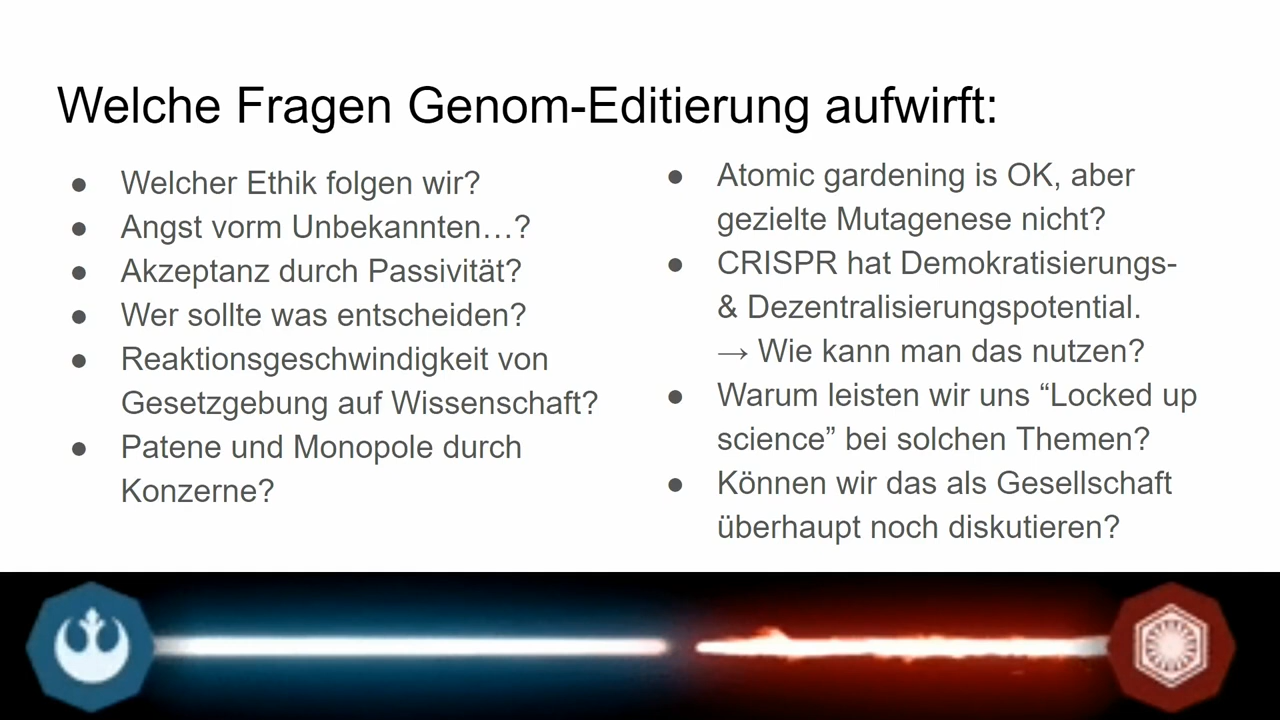 Welche Fragen Genom-Editierung aufwirft:
● Welcher Ethik folgen wir?
● Angst vorm Unbekannten…?
● Akzeptanz durch Passivität?
● Wer sollte was entscheiden?
● Reaktionsgeschwindigkeit von
Gesetzgebung auf Wissenschaft?
● Patene und Monopole durch
Konzerne?
● Atomic gardening is OK, aber
gezielte Mutagenese nicht?
● CRISPR hat Demokratisierungs-
& Dezentralisierungspotential.
→ Wie kann man das nutzen?
● Warum leisten wir uns “Locked up
science” bei solchen Themen?
● Können wir das als Gesellschaft
überhaupt noch diskutieren?